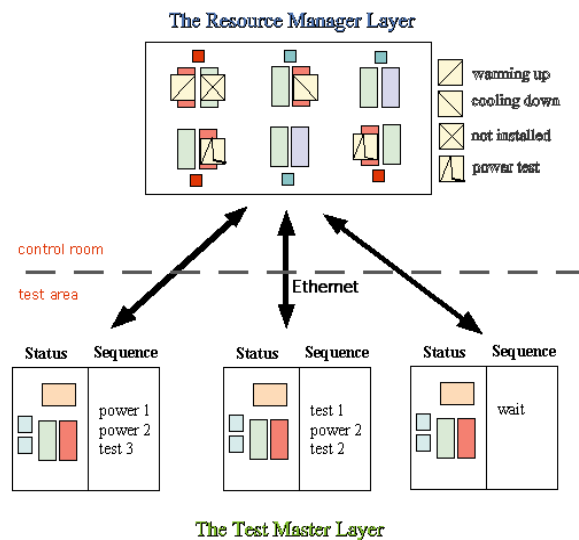 The Resource Manager Layer
warming up
cooling down
not installed
power test
control room
test area
Ethernet
Status Sequence
power 1
power 2
test 3
Status Sequence
test 1
power 2
test 2
Status Sequence
wait
The Test Master Layer